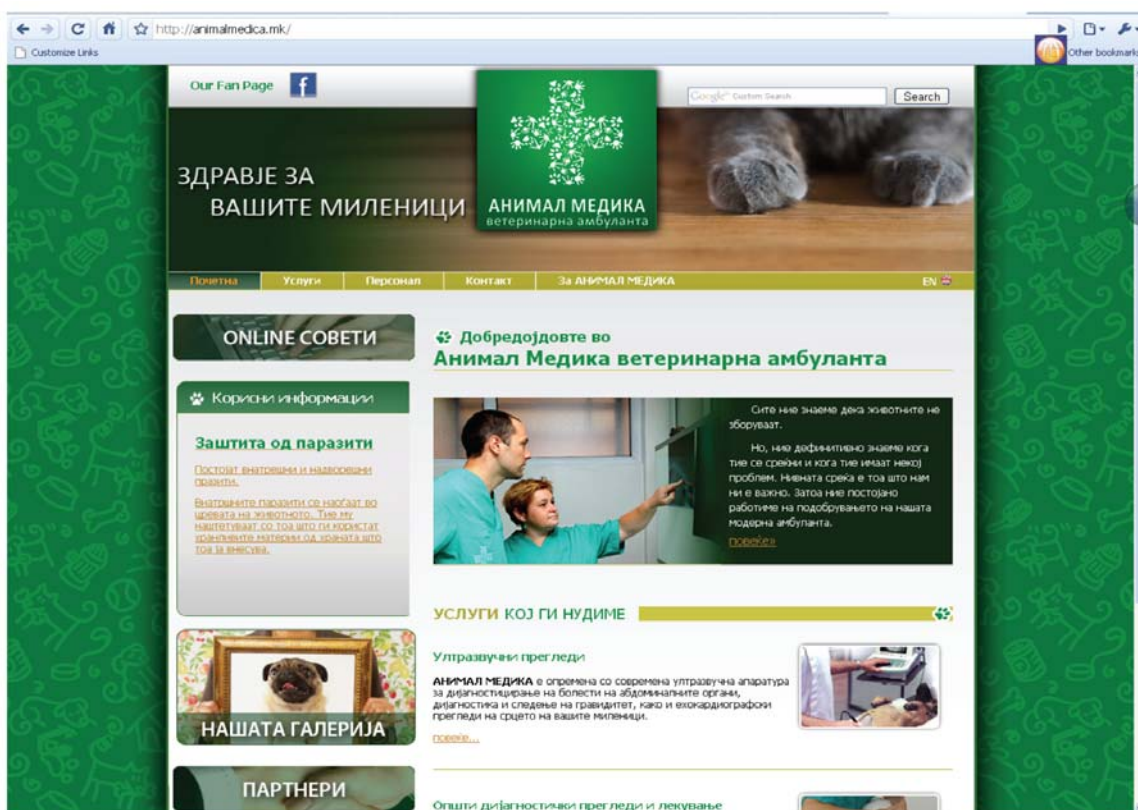 http://animalmedica.mk/
Customize Links
Other bookmarks
Our Fan Page
f
Google™ Custom Search
Search
ЗДРАВЈЕ ЗА
ВАШИТЕ МИЛЕНИЦИ
АНИМАЛ МЕДИКА
ветеринарна амбуланта
Почетна
Услуги
Персонал
Контакт
За АНИМАЛ МЕДИКА
EN
ONLINE СОВЕТИ
Корисни информации
Заштита од паразити
Постојат внатрешни и надворешни
празити.
Внатрешните паразити се наоѓаат во
цревата на животното. Тие му
наштетуваат со тоа што ги користат
хранливите материи од храната што
тоа ја внесува.
НАШАТА ГАЛЕРИЈА
ПАРТНЕРИ
Добредојдовте во
Анимал Медика ветеринарна амбуланта
Сите ние знаеме дека животните не
зборуваат.
Но, ние дефинитивно знаеме кога
тие се среќни и кога тие имаат некој
проблем. Нивната среќа е тоа што нам
ни е важно. Затоа ние постојано
работиме на подобрувањето на нашата
модерна амбуланта.
повеќе»
УСЛУГИ КОЈ ГИ НУДИМЕ
Ултразвучни прегледи
АНИМАЛ МЕДИКА е опремена со современа ултразвучна апаратура
за дијагностицирање на болести на абдоминалните органи,
дијагностика и следење на гравидитет, како и ехокардиографски
прегледи на срцето на вашите миленици.
повеќе...
Општи дијагностички прегледи и лекување